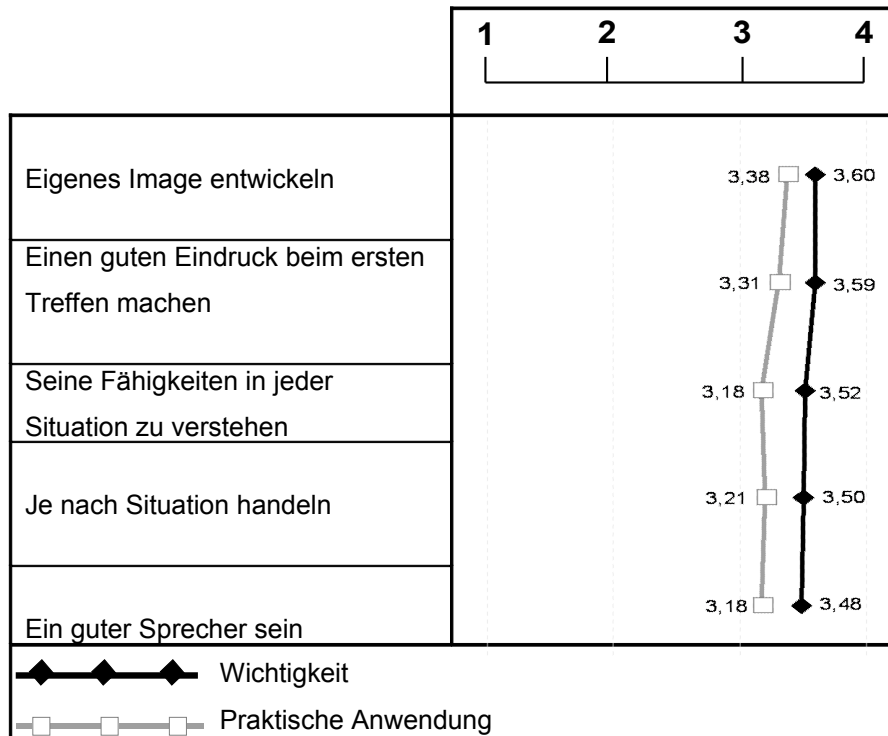 1 2 3 4
Eigenes Image entwickeln
3,38 3,60
Einen guten Eindruck beim ersten
Treffen machen
3,31 3,59
Seine Fähigkeiten in jeder
Situation zu verstehen
3,18 3,52
Je nach Situation handeln
3,21 3,50
Ein guter Sprecher sein
3,18 3,48
Wichtigkeit
Praktische Anwendung